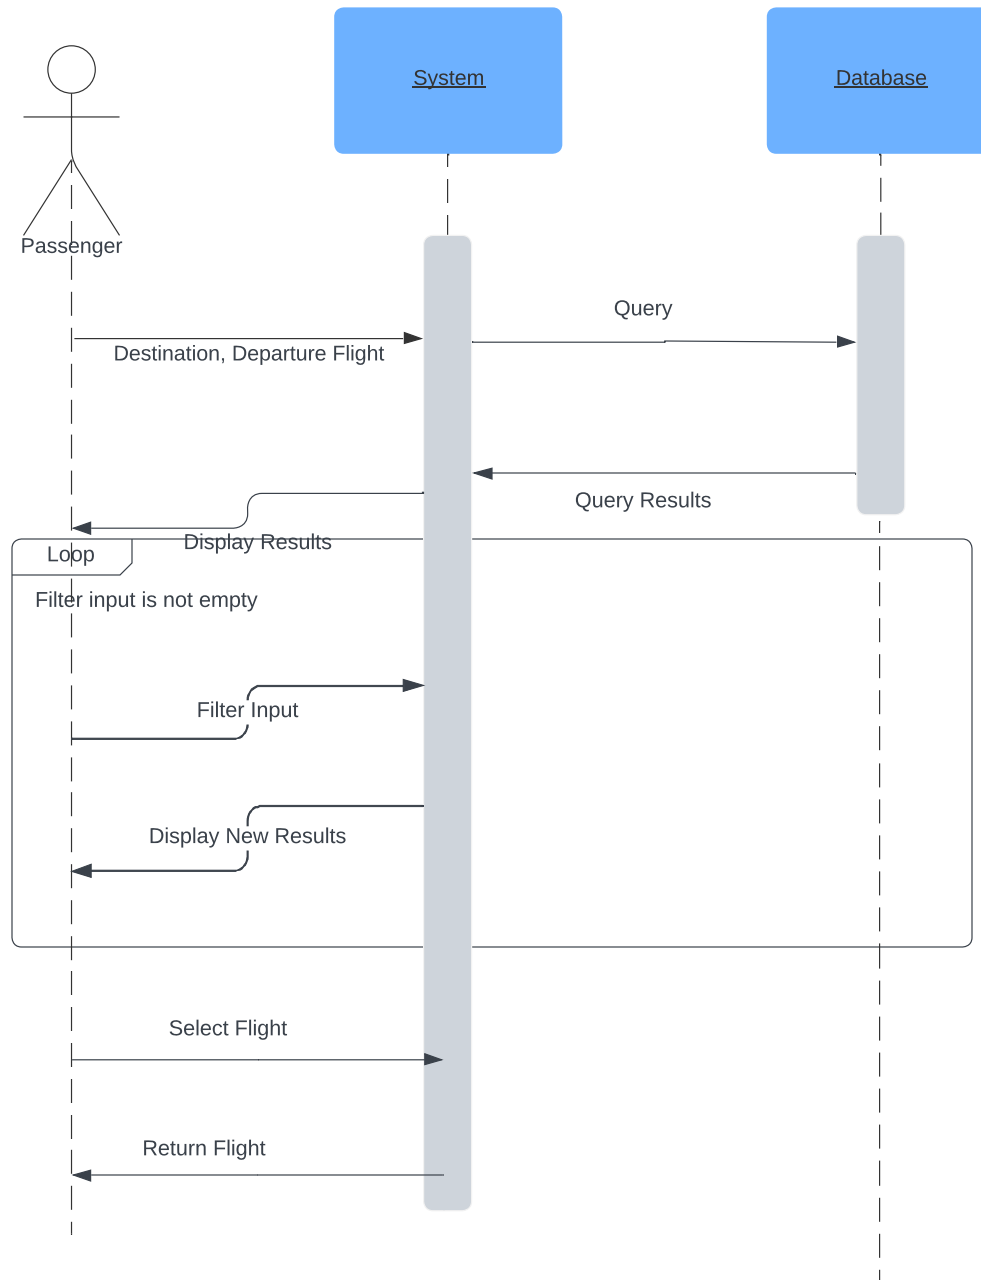 System
Database
Passenger
Query
Destination, Departure Flight
Query Results
Display Results
Loop
Filter input is not empty
Filter Input
Display New Results
Select Flight
Return Flight